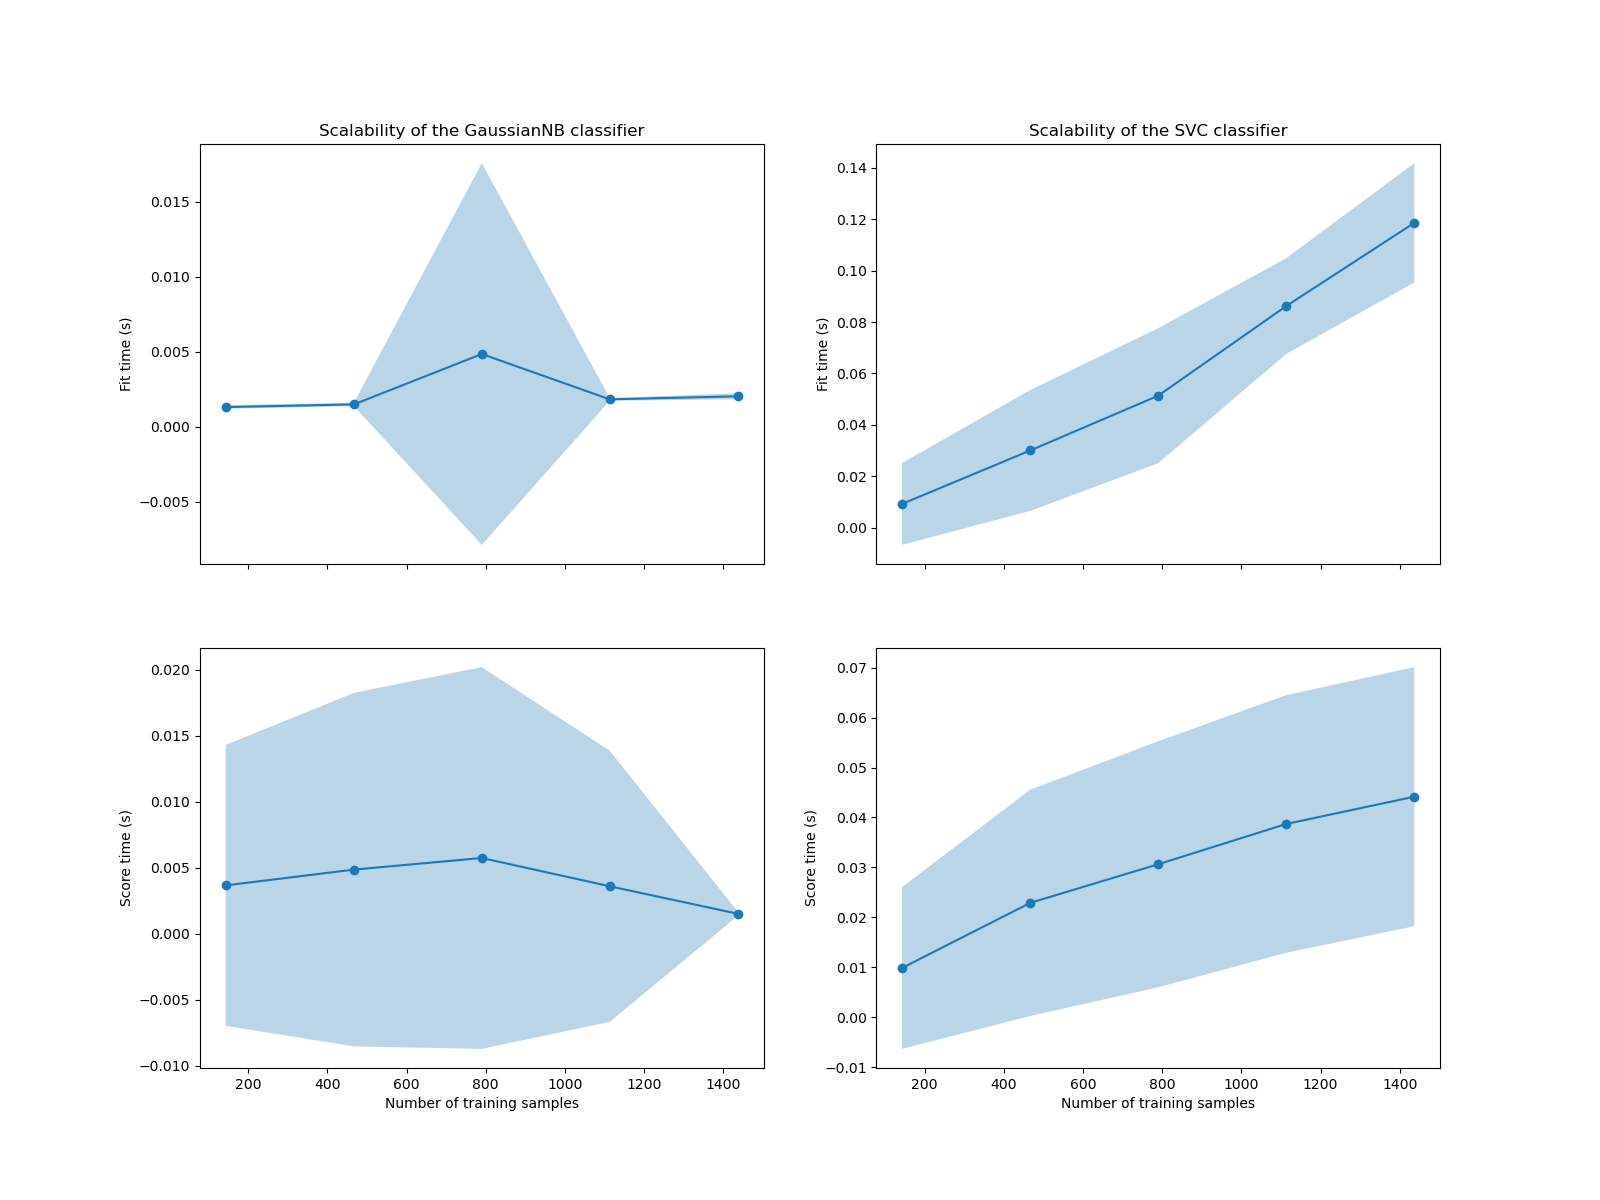 Scalability of the GaussianNB classifier
0.015
0.010
0.005
0.000
−0.005
Fit time (s)
Scalability of the SVC classifier
0.14
0.12
0.10
0.08
0.06
0.04
0.02
0.00
Fit time (s)
0.020
0.015
0.010
0.005
0.000
−0.005
−0.010
Score time (s)
200 400 600 800 1000 1200 1400
Number of training samples
0.07
0.06
0.05
0.04
0.03
0.02
0.01
0.00
−0.01
Score time (s)
200 400 600 800 1000 1200 1400
Number of training samples